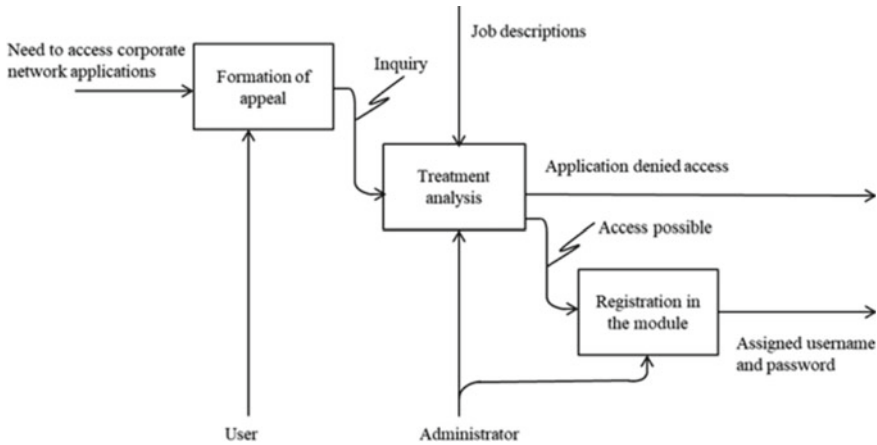 Need to access corporate
network applications
Formation of
appeal
Inquiry
Job descriptions
Treatment
analysis
Application denied access
Access possible
Registration in
the module
Assigned username
and password
User
Administrator